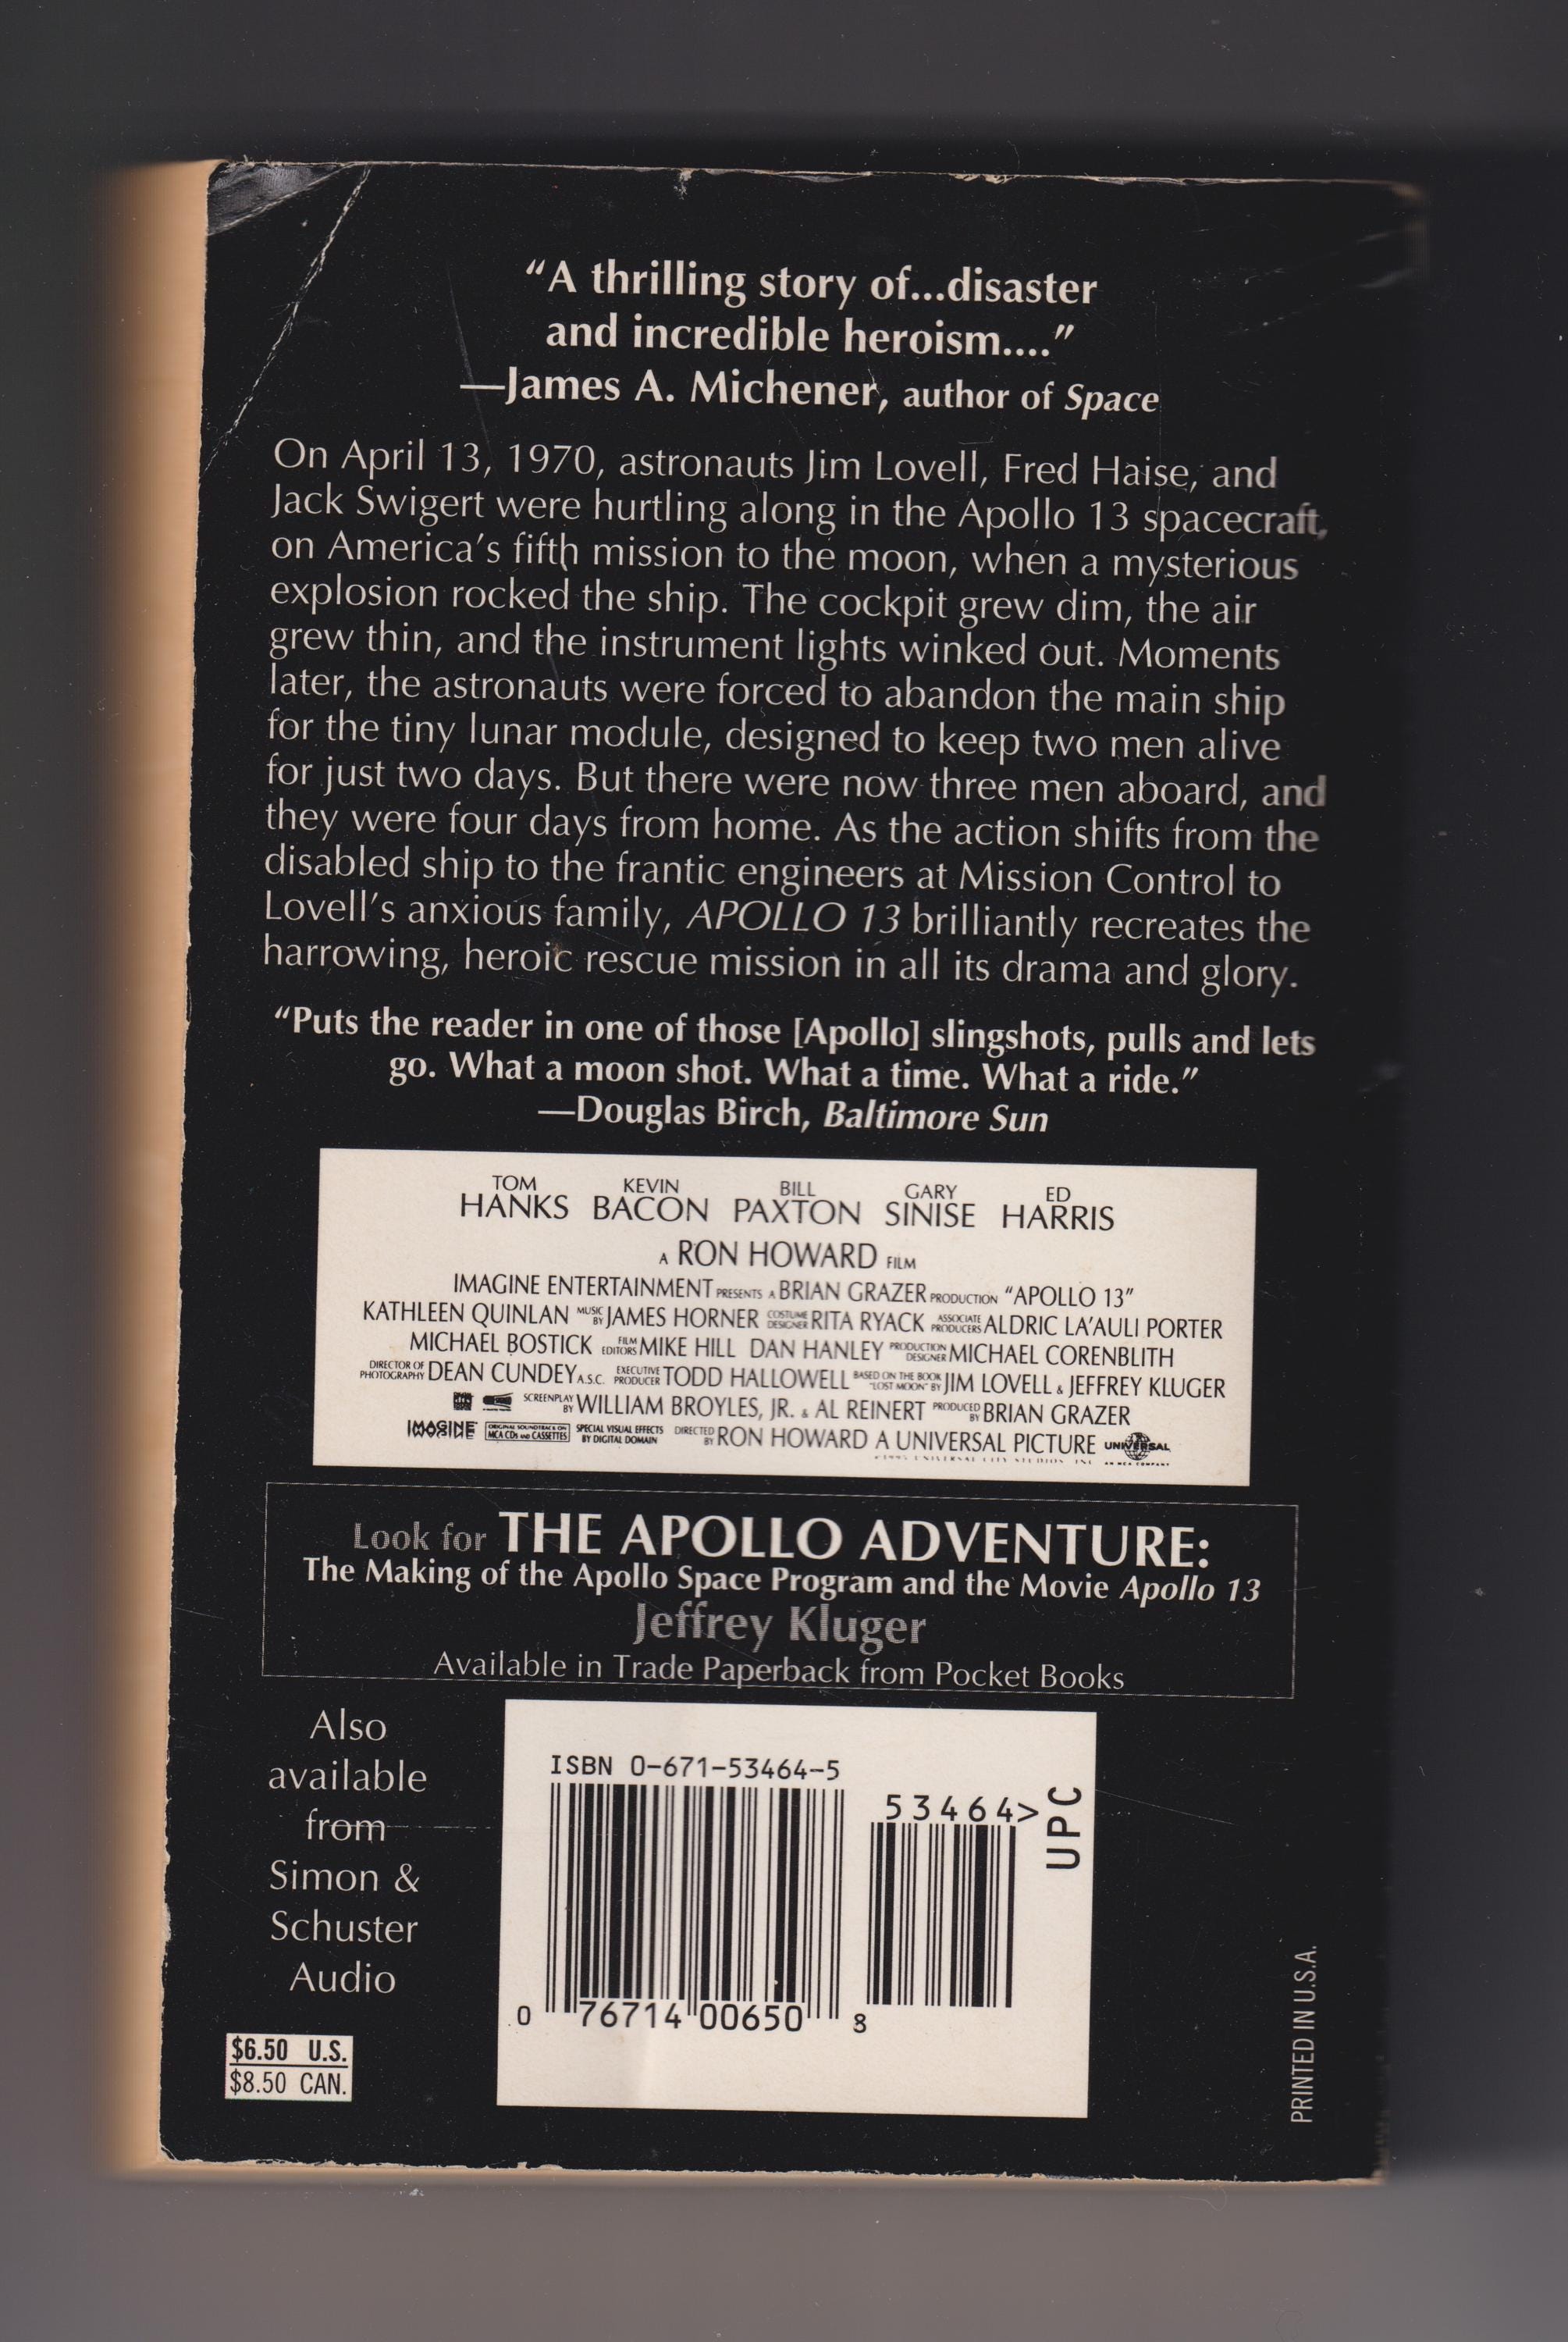 “A thrilling story of...disaster
and incredible heroism....”
—James A. Michener, author of Space
On April 13, 1970, astronauts Jim Lovell, Fred Haise, and
Jack Swigert were hurtling along in the Apollo 13 spacecraft,
on America’s fifth mission to the moon, when a mysterious
explosion rocked the ship. The cockpit grew dim, the air
grew thin, and the instrument lights winked out. Moments
later, the astronauts were forced to abandon the main ship
for the tiny lunar module, designed to keep two men alive
for just two days. But there were now three men aboard, and
they were four days from home. As the action shifts from the
disabled ship to the frantic engineers at Mission Control to
Lovell’s anxious family, APOLLO 13 brilliantly recreates the
harrowing, heroic rescue mission in all its drama and glory.
“Puts the reader in one of those [Apollo] slingshots, pulls and lets
go. What a moon shot. What a time. What a ride.”
—Douglas Birch, Baltimore Sun
TOM HANKS KEVIN BACON BILL PAXTON GARY SINISE ED HARRIS
A RON HOWARD FILM
IMAGINE ENTERTAINMENT PRESENTS A BRIAN GRAZER PRODUCTION “APOLLO 13”
KATHLEEN QUINLAN MUSIC BY JAMES HORNER COSTUME DESIGNER RITA RYACK ASSOCIATE PRODUCERS ALDRIC LA’AULI PORTER
MICHAEL BOSTICK FILM EDITORS MIKE HILL DAN HANLEY PRODUCTION DESIGNER MICHAEL CORENBLITH
DIRECTOR OF PHOTOGRAPHY DEAN CUNDEY A.S.C. EXECUTIVE PRODUCER TODD HALLOWELL BASED ON THE BOOK “LOST MOON” BY JIM LOVELL & JEFFREY KLUGER
SCREENPLAY BY WILLIAM BROYLES, JR. & AL REINERT PRODUCED BY BRIAN GRAZER
IMAGINE ORIGINAL SOUNDTRACK ON MCA CDs AND CASSETTES SPECIAL VISUAL EFFECTS BY DIGITAL DOMAIN DIRECTED BY RON HOWARD A UNIVERSAL PICTURE UNIVERSAL
AN MCA COMPANY
Look for THE APOLLO ADVENTURE:
The Making of the Apollo Space Program and the Movie Apollo 13
Jeffrey Kluger
Available in Trade Paperback from Pocket Books
Also
available
from
Simon &
Schuster
Audio
$6.50 U.S.
$8.50 CAN.
ISBN 0-671-53464-5
53464>
UPC
0 76714 00650 8
PRINTED IN U.S.A.